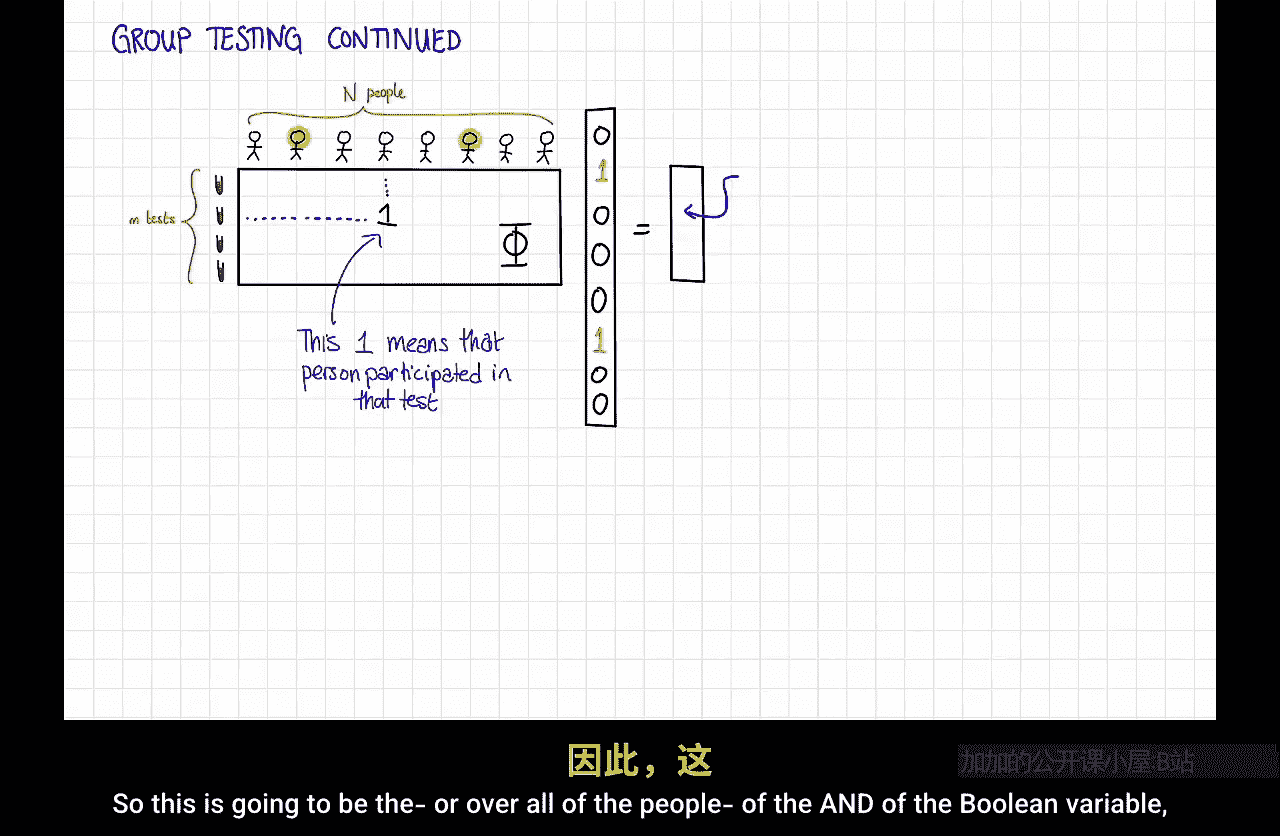 GROUP TESTING CONTINUED
N people
m tests
1
Φ
0
1
0
0
0
1
0
0
=
This 1 means that
person participated in
that test
因此，这
加加的公开课小屋 B站
So this is going to be the- or over all of the people- of the AND of the Boolean variable,